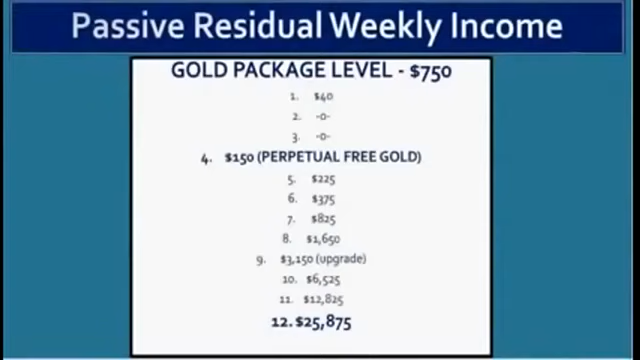 Passive Residual Weekly Income
GOLD PACKAGE LEVEL - $750
1. $40
2. -0-
3. -0-
4. $150 (PERPETUAL FREE GOLD)
5. $225
6. $375
7. $825
8. $1,650
9. $3,150 (upgrade)
10. $6,525
11. $12,825
12. $25,875